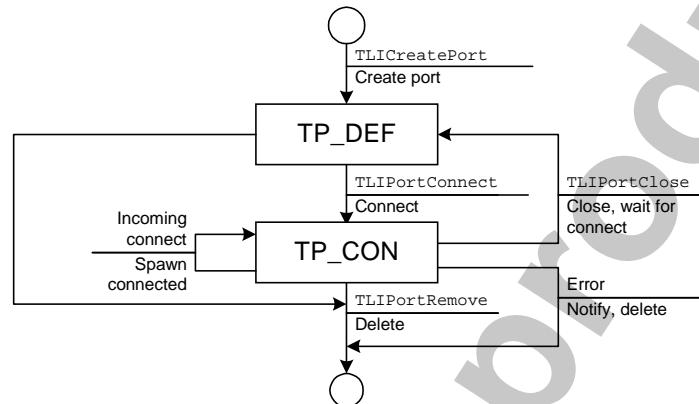 TLICreatePort
Create port
TP_DEF
TLIPortConnect
Connect
TLIPortClose
Close, wait for
connect
Incoming
connect
Spawn
connected
TP_CON
TLIPortRemove
Delete
Error
Notify, delete
prod